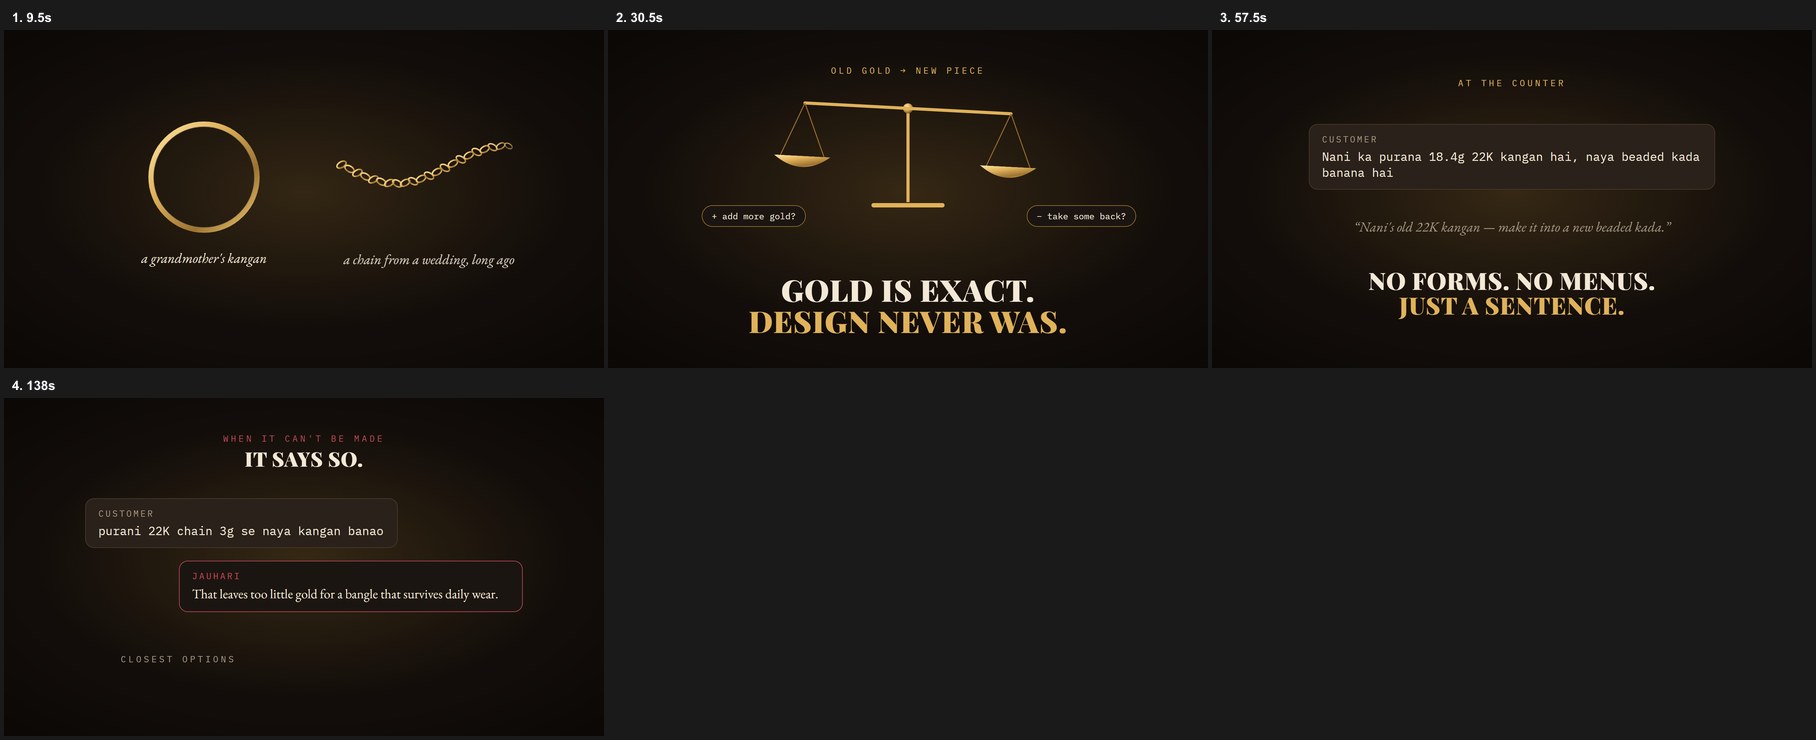 1. 9.5s
a grandmother's kangan
a chain from a wedding, long ago
2. 30.5s
OLD GOLD → NEW PIECE
+ add more gold?
− take some back?
GOLD IS EXACT.
DESIGN NEVER WAS.
3. 57.5s
AT THE COUNTER
CUSTOMER
Nani ka purana 18.4g 22K kangan hai, naya beaded kada
banana hai
“Nani's old 22K kangan — make it into a new beaded kada.”
NO FORMS. NO MENUS.
JUST A SENTENCE.
4. 138s
WHEN IT CAN'T BE MADE
IT SAYS SO.
CUSTOMER
purani 22K chain 3g se naya kangan banao
JAUHARI
That leaves too little gold for a bangle that survives daily wear.
CLOSEST OPTIONS